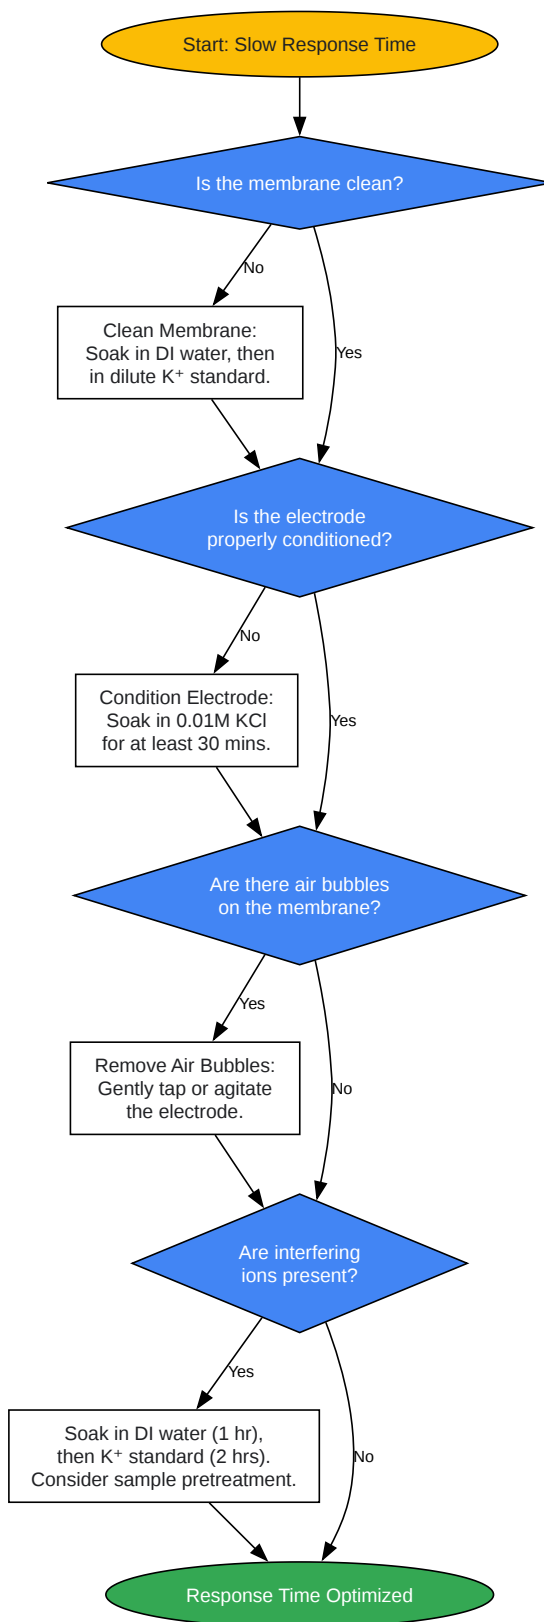 Start: Slow Response Time
Is the membrane clean?
No
Clean Membrane:
Soak in DI water, then
in dilute K⁺ standard.
Yes
Is the electrode
properly conditioned?
No
Condition Electrode:
Soak in 0.01M KCl
for at least 30 mins.
Yes
Are there air bubbles
on the membrane?
Yes
Remove Air Bubbles:
Gently tap or agitate
the electrode.
No
Are interfering
ions present?
Yes
Soak in DI water (1 hr),
then K⁺ standard (2 hrs).
Consider sample pretreatment.
No
Response Time Optimized